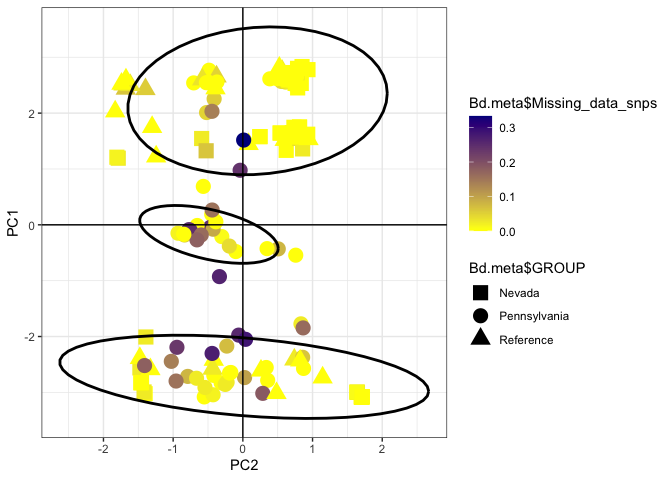 2
0
-2
PC1
-2
-1
0
1
2
PC2
Bd.meta$Missing_data_snps
0.3
0.2
0.1
0.0
Bd.meta$GROUP
Nevada
Pennsylvania
Reference